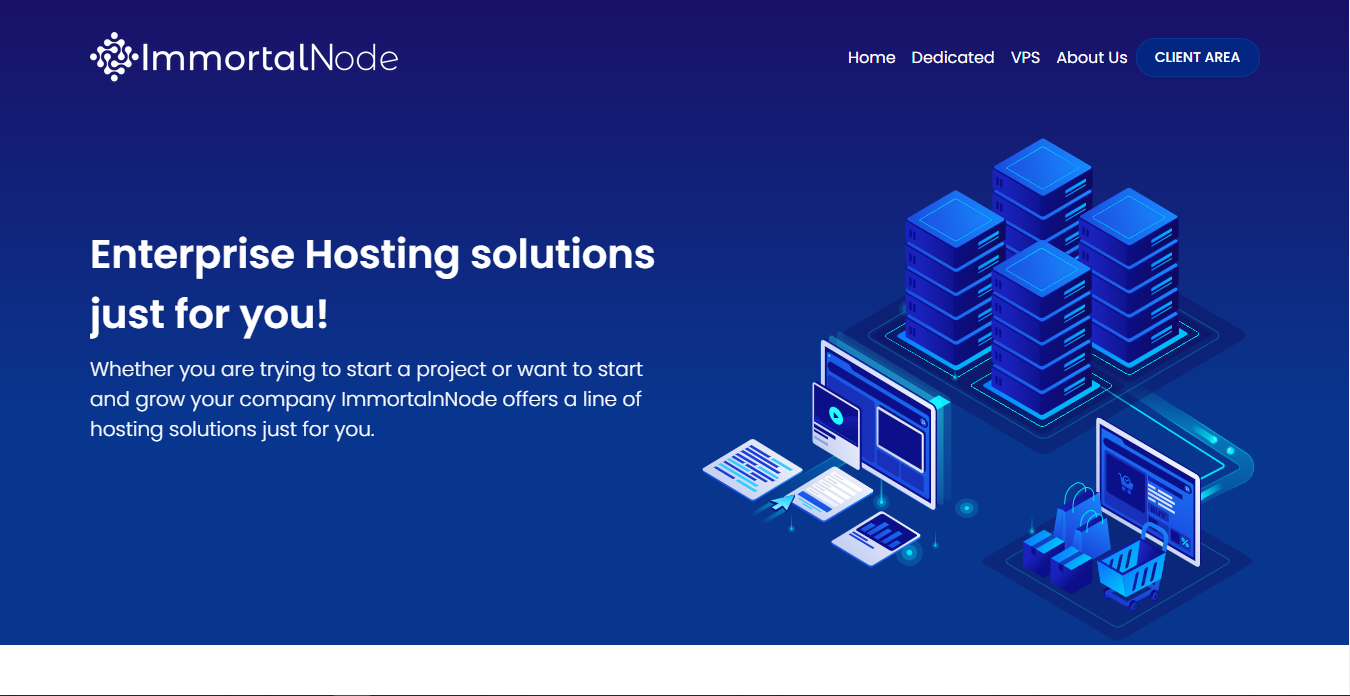 ImmortalNode
Home Dedicated VPS About Us CLIENT AREA
Enterprise Hosting solutions
just for you!
Whether you are trying to start a project or want to start
and grow your company ImmortalnNode offers a line of
hosting solutions just for you.
BUY
%